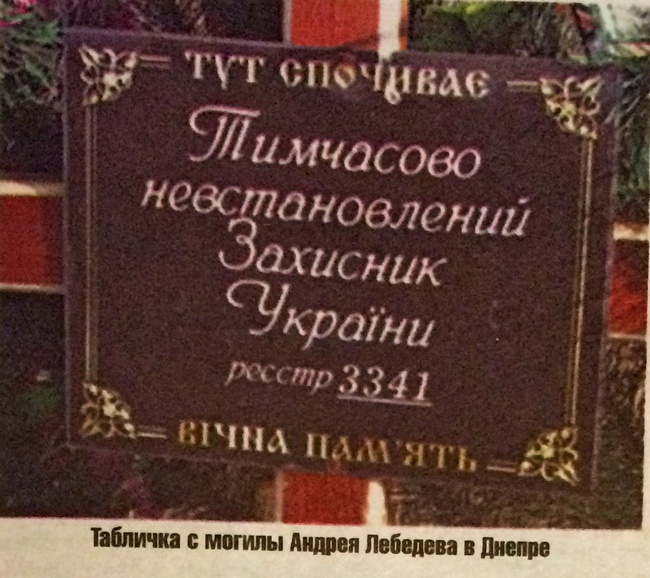 ТУТ СПОЧИВАЄ
Тимчасово
невстановлений
Захисник
України
реєстр 3341
ВІЧНА ПАМ'ЯТЬ
Табличка с могилы Андрея Лебедева в Днепре